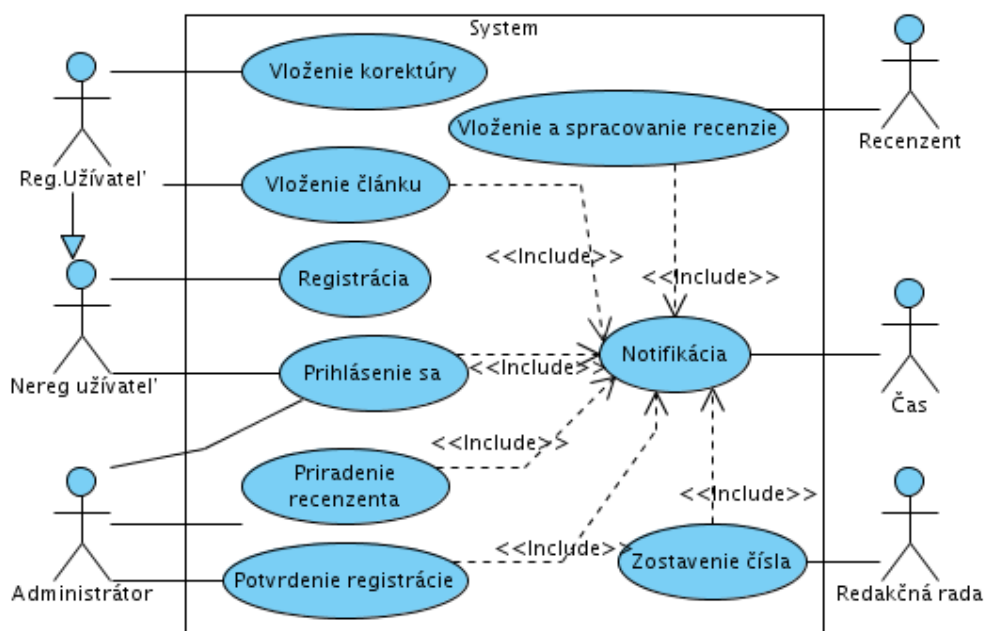 System
Vloženie korektúry
Vloženie a spracovanie recenzie
Recenzent
Reg.Užívateľ
Vloženie článku
<<Include>>
<<Include>>
Registrácia
Nereg užívateľ
Prihlásenie sa
<<Include>>
Notifikácia
Čas
<<Include>>
Priradenie
recenzenta
<<Include>>
<<Include>>
Potvrdenie registrácie
Zostavenie čísla
Administrátor
Redakčná rada